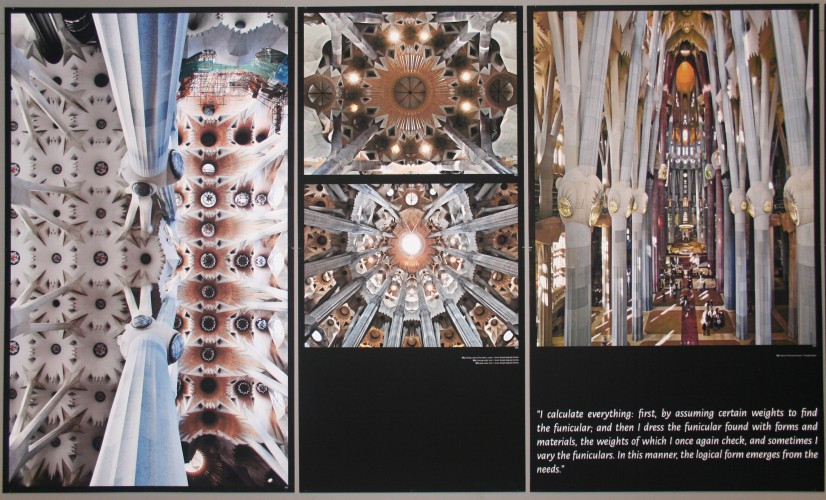 "I calculate everything: first, by assuming certain weights to find
the funicular; and then I dress the funicular found with forms and
materials, the weights of which I once again check, and sometimes I
vary the funiculars. In this manner, the logical form emerges from the
needs."